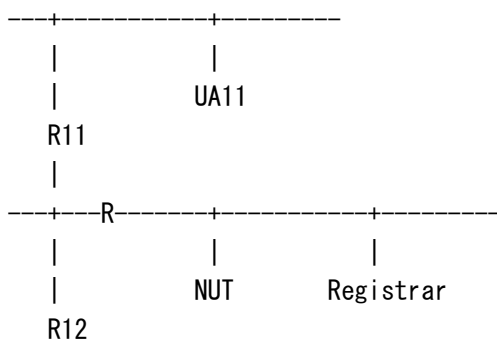 ---+-----------+---------
|           |
|          UA11
R11
|
---+---R-------+-----------+---------
|           |           |
|          NUT      Registrar
R12